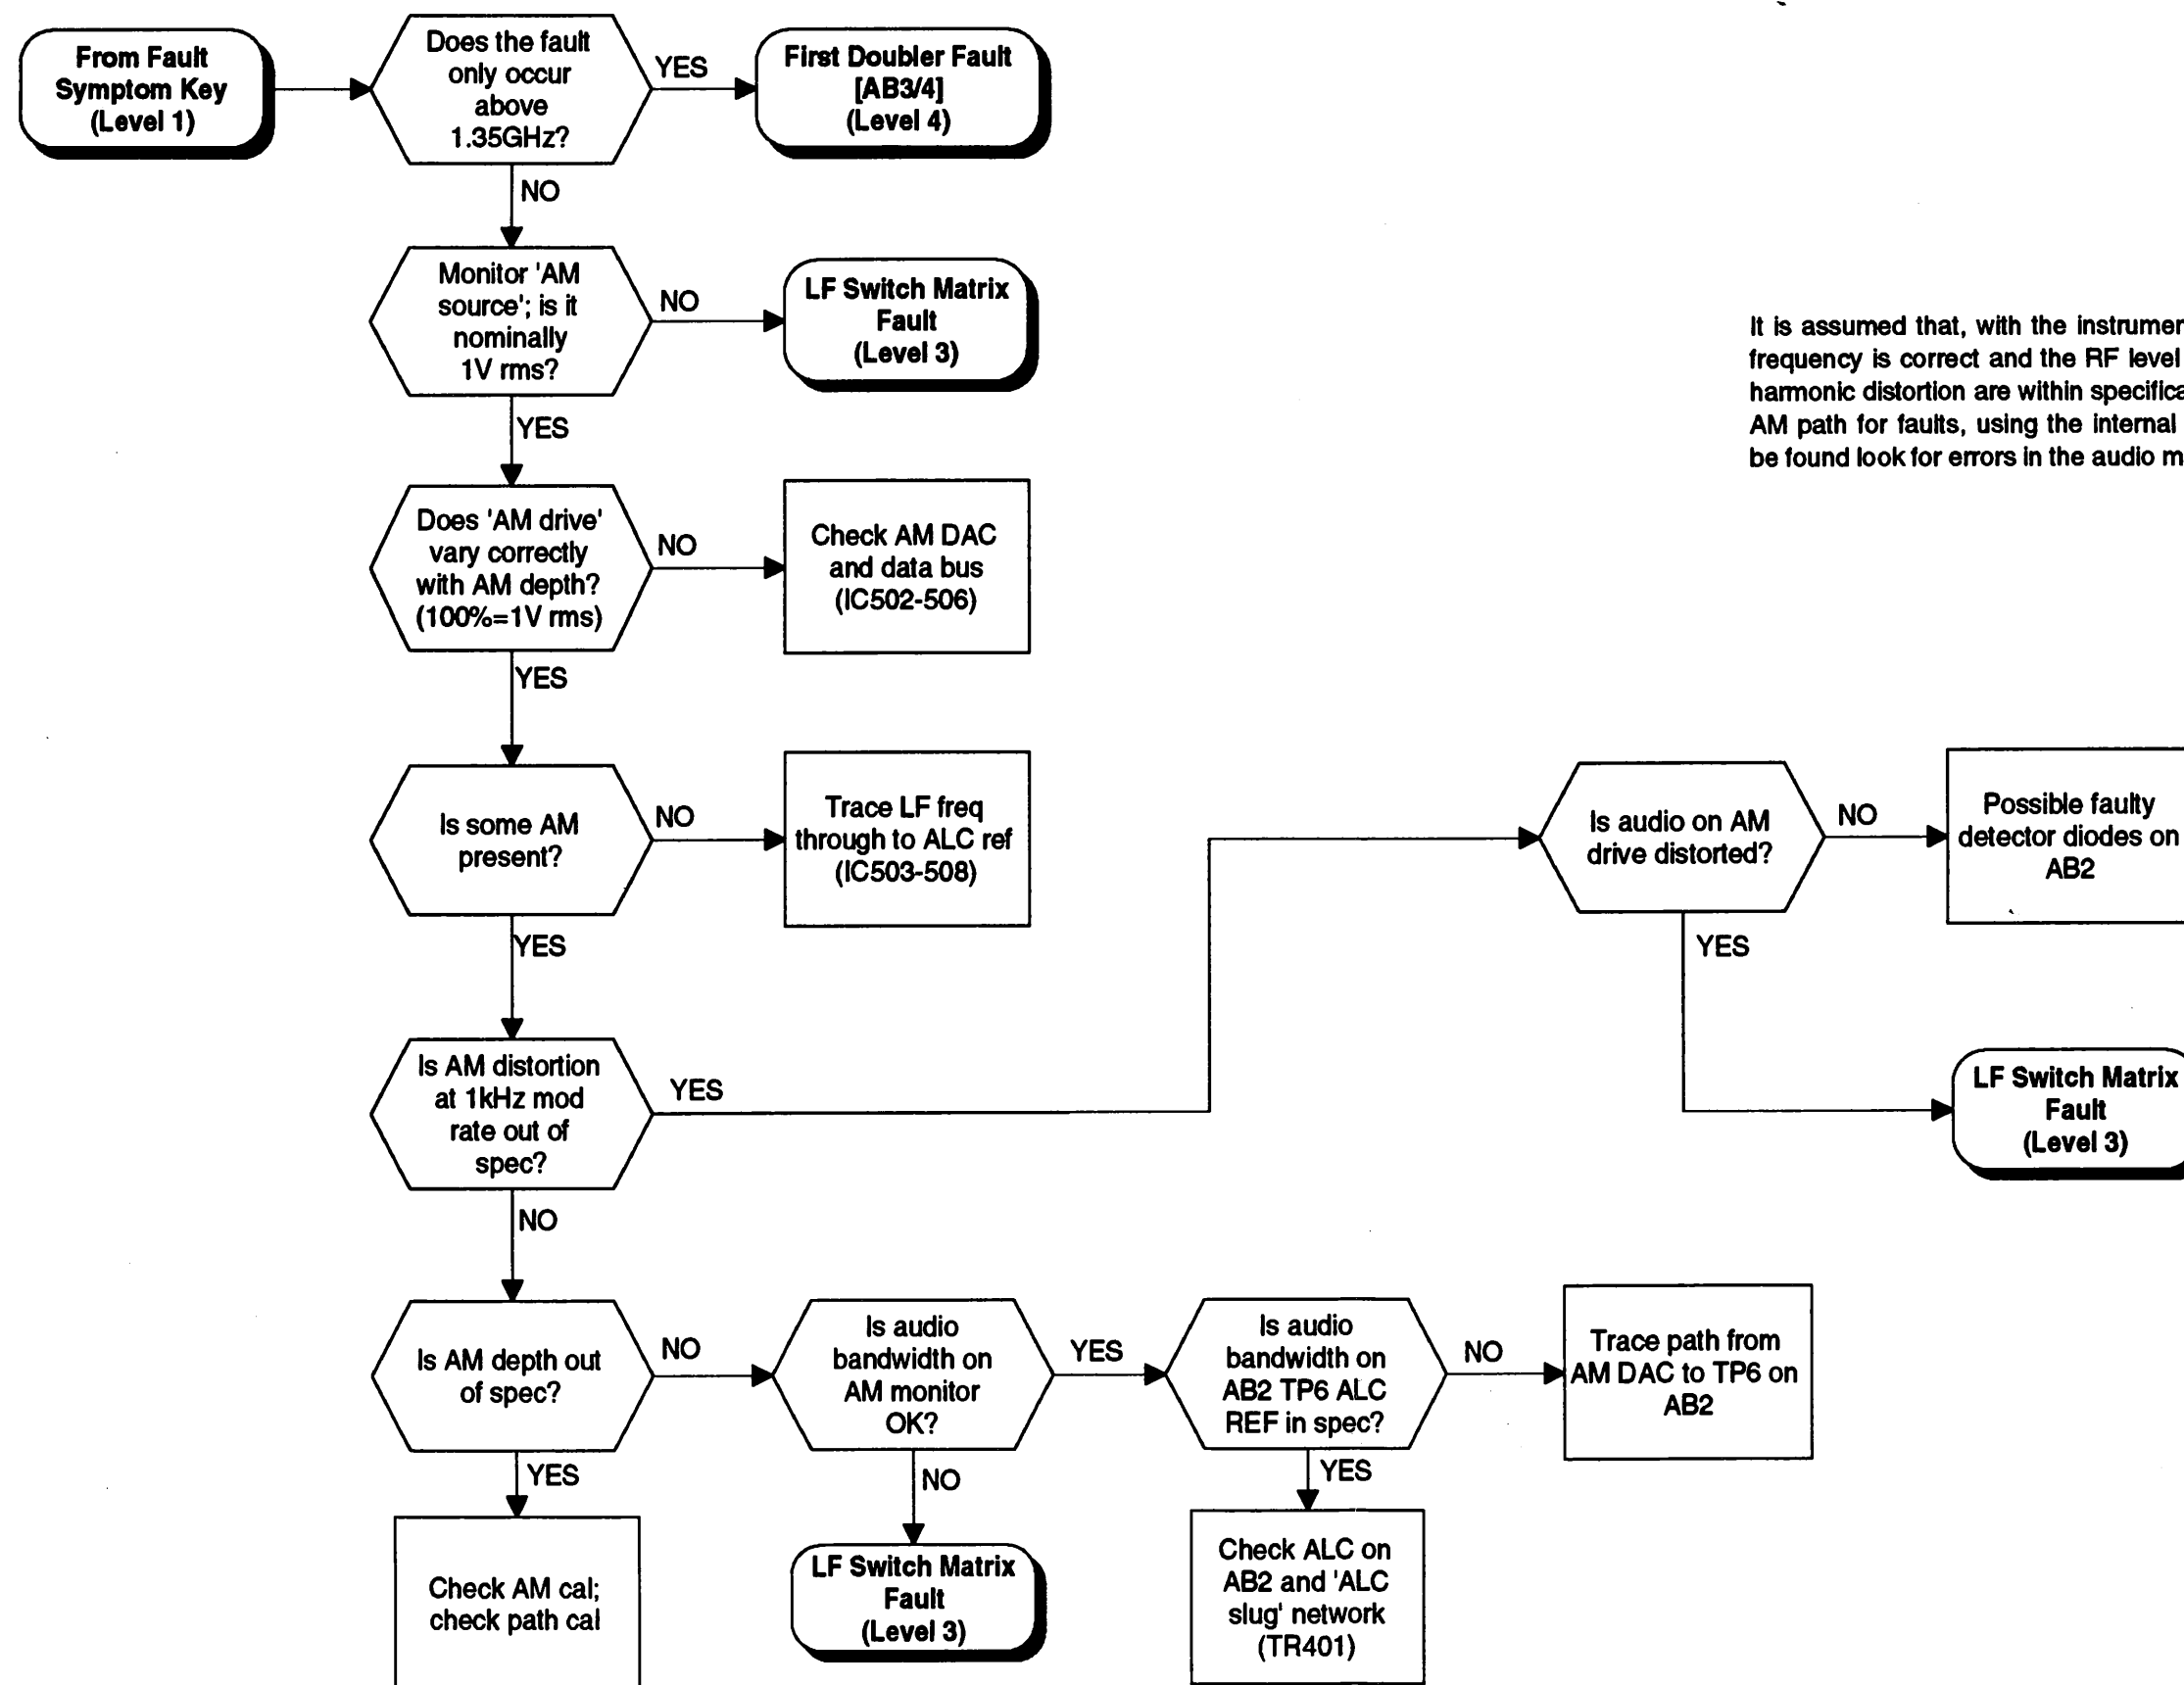 From Fault
Symptom Key
(Level 1)
Does the fault
only occur
above
1.35GHz?
YES
First Doubler Fault
[AB3/4]
(Level 4)
NO
Monitor 'AM
source'; is it
nominally
1V rms?
NO
LF Switch Matrix
Fault
(Level 3)
It is assumed that, with the instrumen
frequency is correct and the RF level
harmonic distortion are within specifica
AM path for faults, using the internal
be found look for errors in the audio m
YES
Does 'AM drive'
vary correctly
with AM depth?
(100%=1V rms)
NO
Check AM DAC
and data bus
(IC502-506)
YES
Is some AM
present?
NO
Trace LF freq
through to ALC ref
(IC503-508)
Is audio on AM
drive distorted?
NO
Possible faulty
detector diodes on
AB2
YES
YES
Is AM distortion
at 1kHz mod
rate out of
spec?
YES
LF Switch Matrix
Fault
(Level 3)
NO
Is AM depth out
of spec?
NO
Is audio
bandwidth on
AM monitor
OK?
YES
Is audio
bandwidth on
AB2 TP6 ALC
REF in spec?
NO
Trace path from
AM DAC to TP6 on
AB2
YES
NO
YES
Check AM cal;
check path cal
LF Switch Matrix
Fault
(Level 3)
Check ALC on
AB2 and 'ALC
slug' network
(TR401)